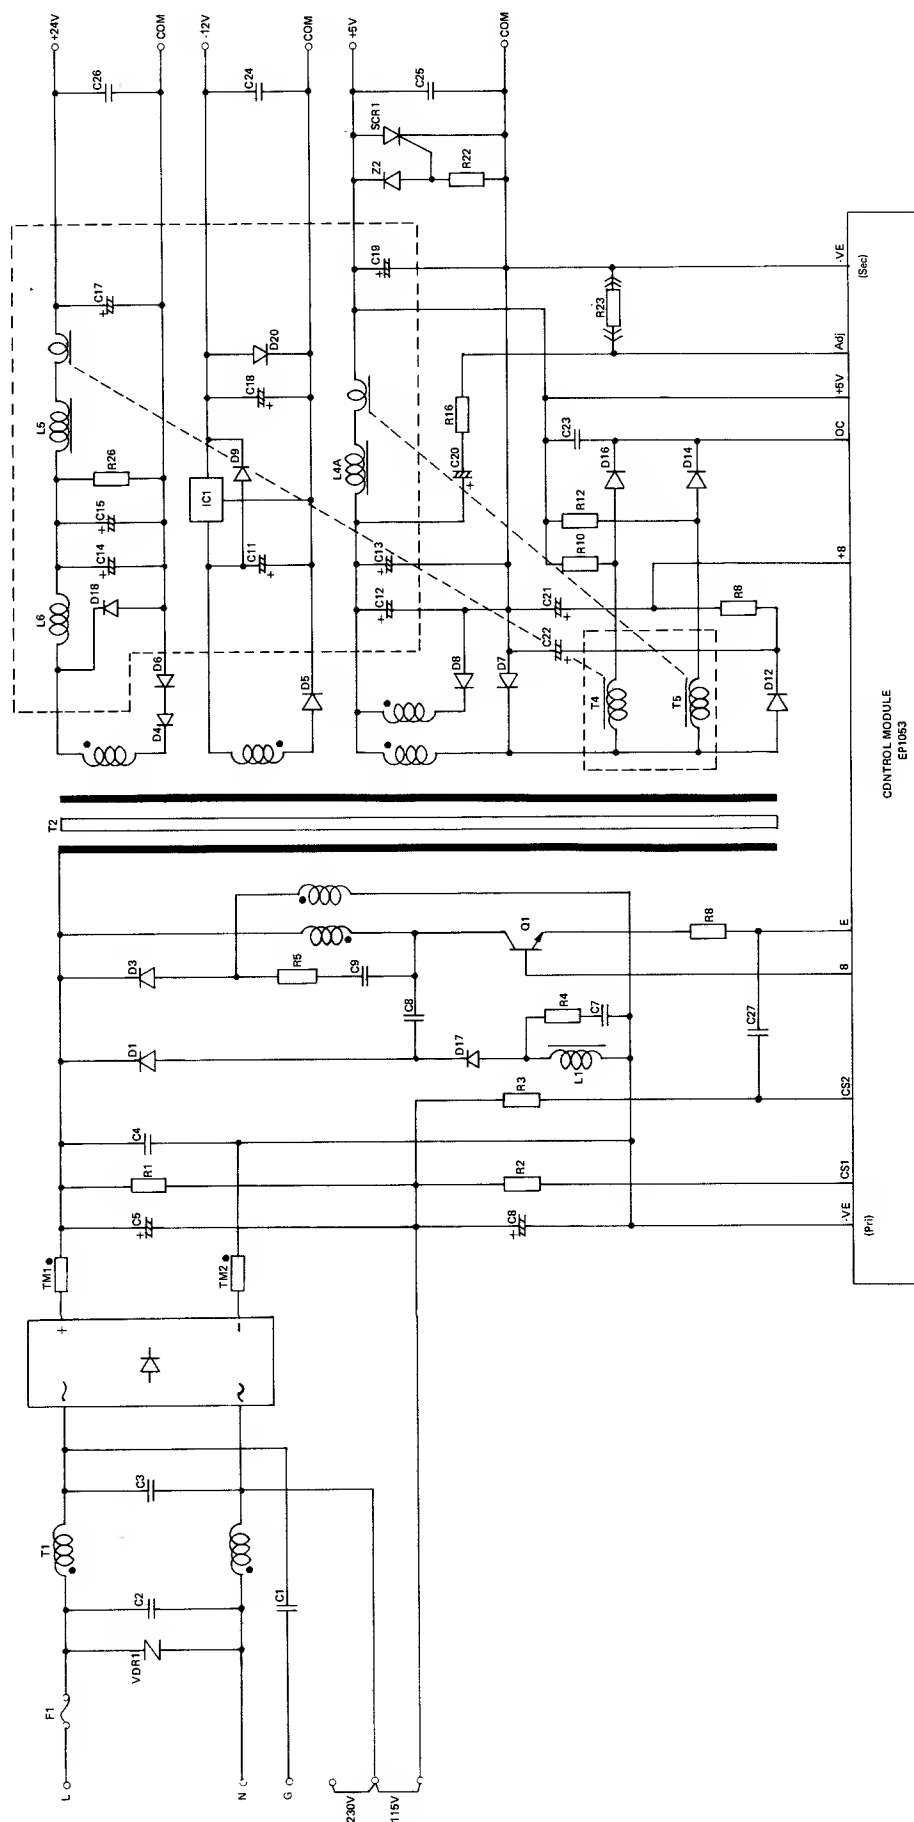 +24V
COM
-12V
COM
+5V
COM
C26
C24
C25
SCR1
Z2
R22
C19
C17
D20
C18
L5
R26
C15
C14
D18
L6
D9
IC1
C11
L4A
C20
R16
C23
R23
D16
D14
R12
R10
C13
C12
C21
C22
R8
D6
D4
D5
D8
D7
T4
T5
D12
T2
-VE
(Sec)
Adj
+5V
OC
+8
CONTROL MODULE
EP1053
D3
R5
C9
Q1
R8
E
8
D1
C8
D17
R4
C7
L1
C27
R3
CS2
C4
R1
R2
CS1
C5
C8
-VE
(Pri)
TM1
TM2
+
-
~
~
C3
T1
C2
C1
VDR1
F1
L
N
G
230V
115V